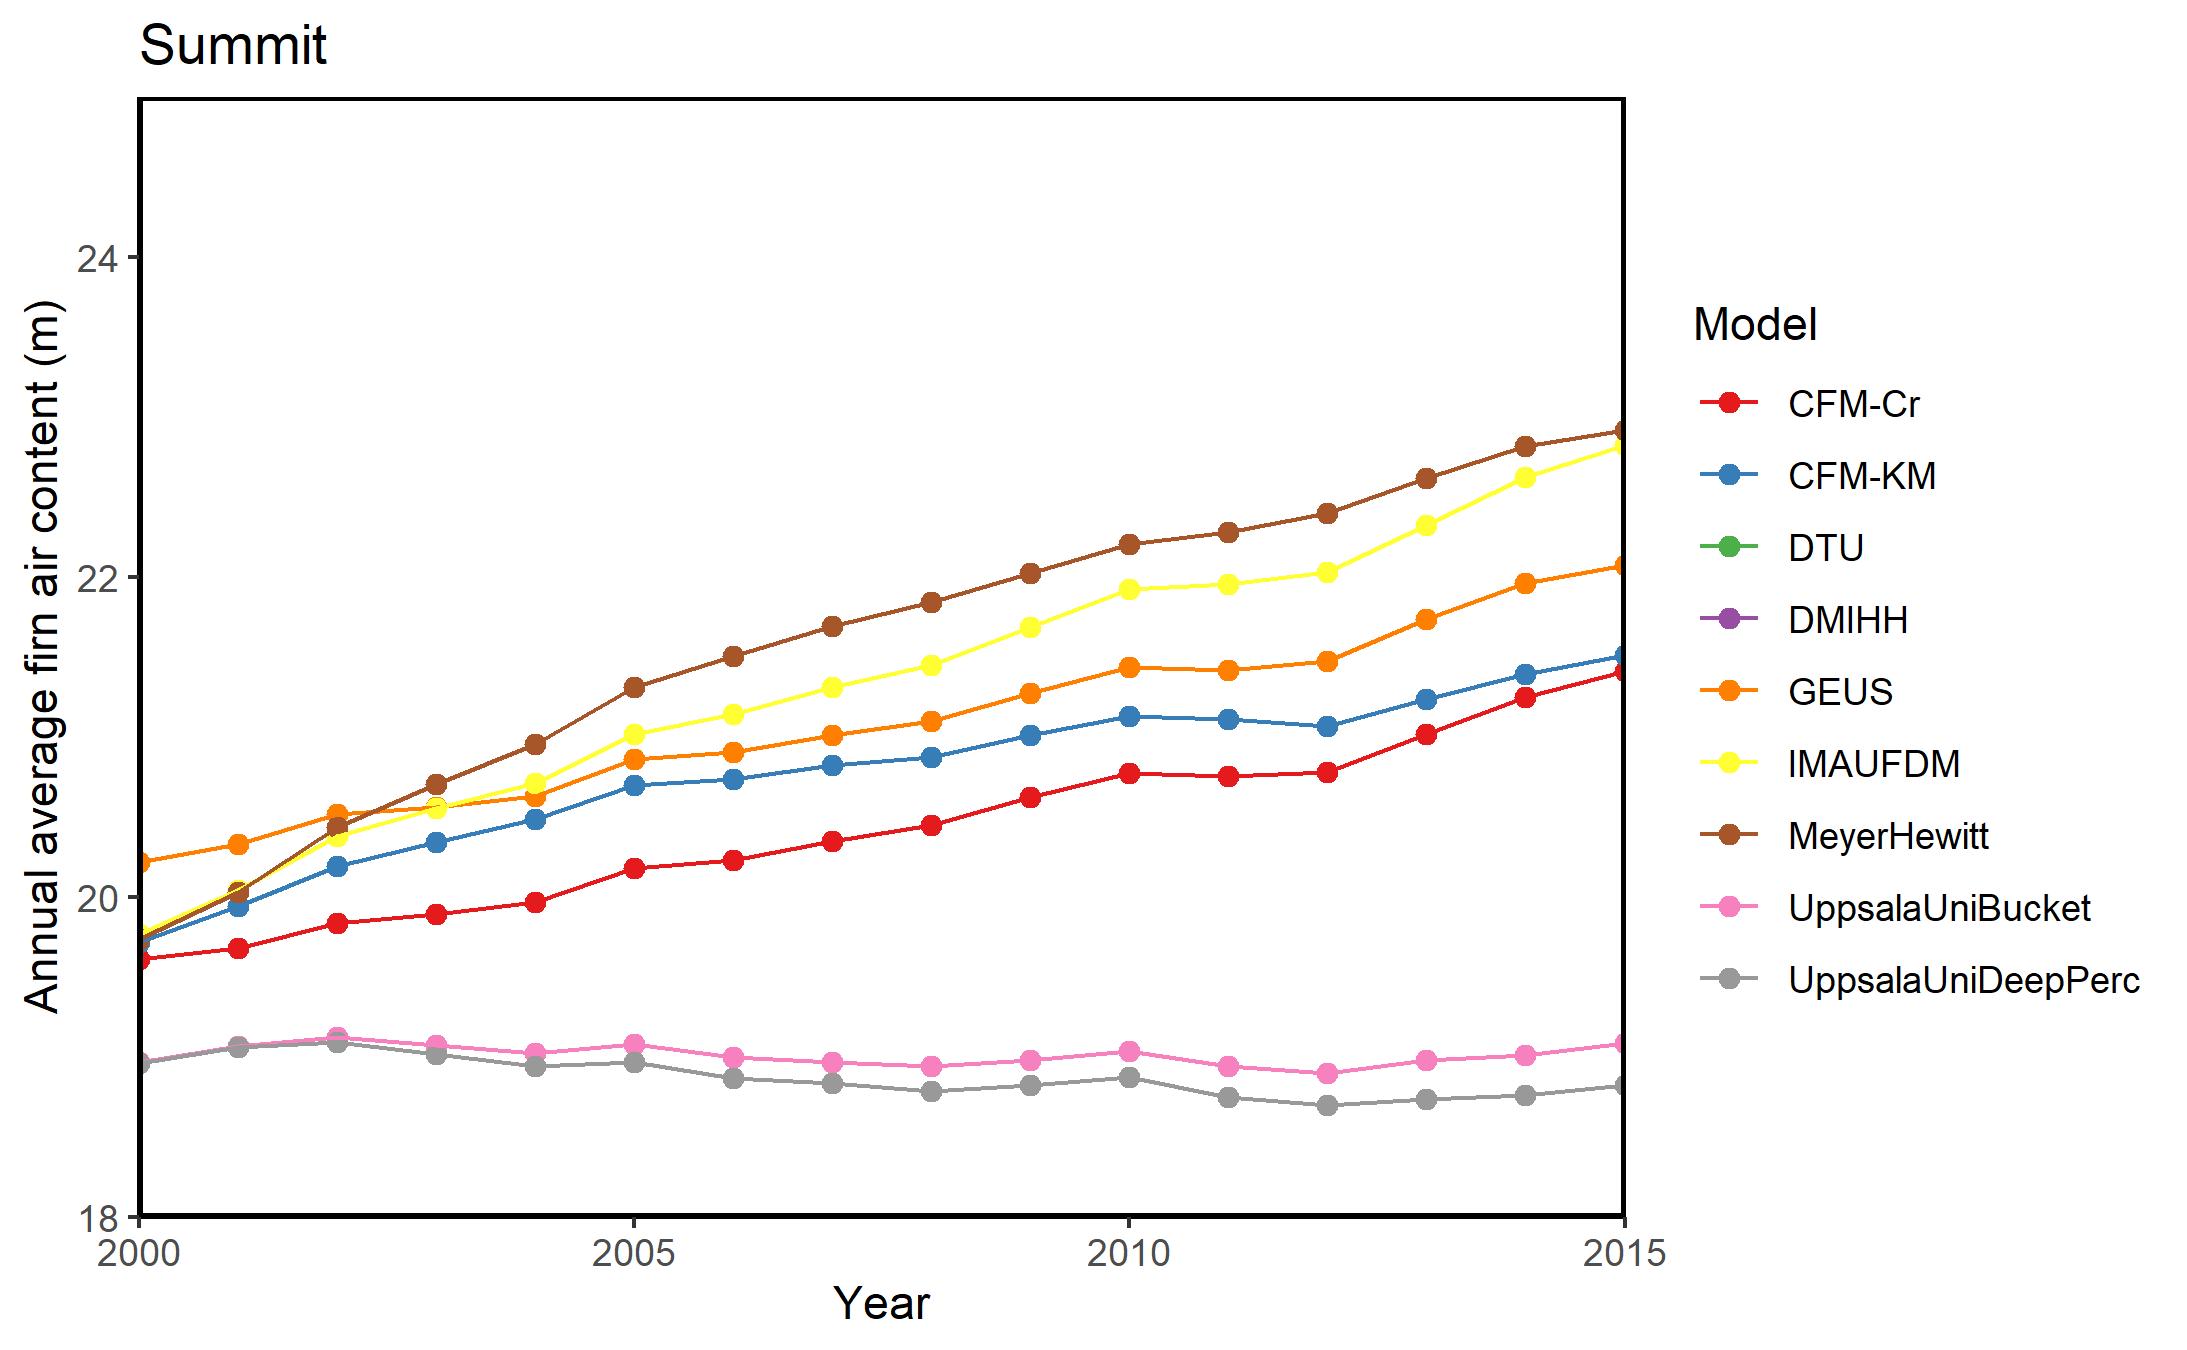 Summit
Annual average firn air content (m)
24
22
20
18
2000 2005 2010 2015
Year
Model
CFM-Cr
CFM-KM
DTU
DMIHH
GEUS
IMAUFDM
MeyerHewitt
UppsalaUniBucket
UppsalaUniDeepPerc